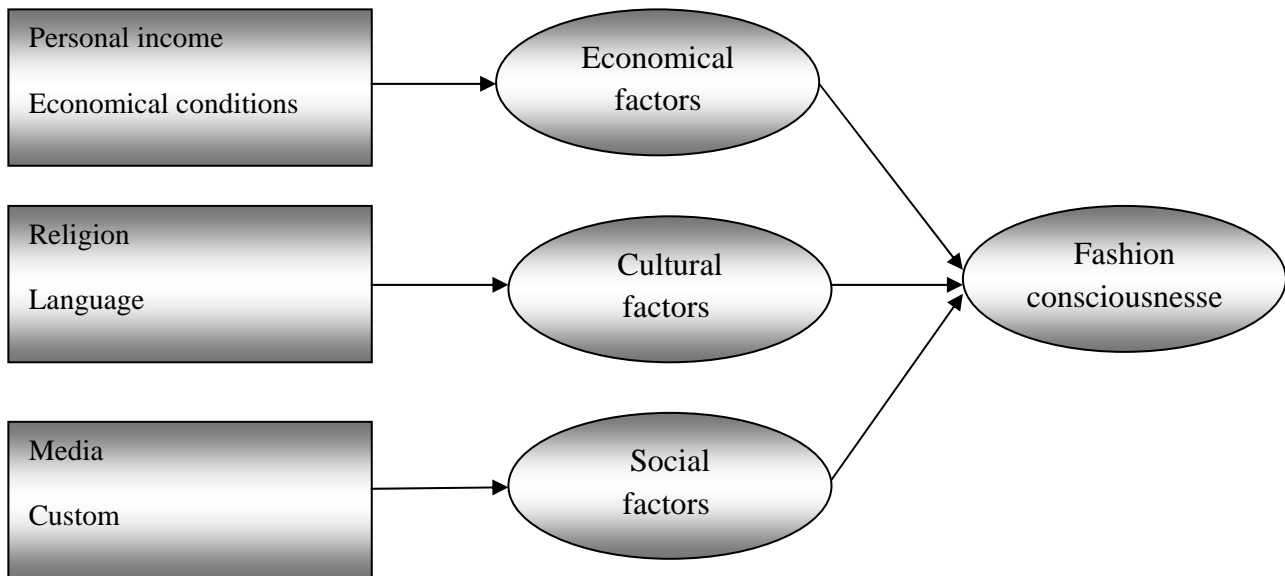 Personal income
Economical conditions
Economical
factors
Religion
Language
Cultural
factors
Fashion
consciousnesse
Media
Custom
Social
factors